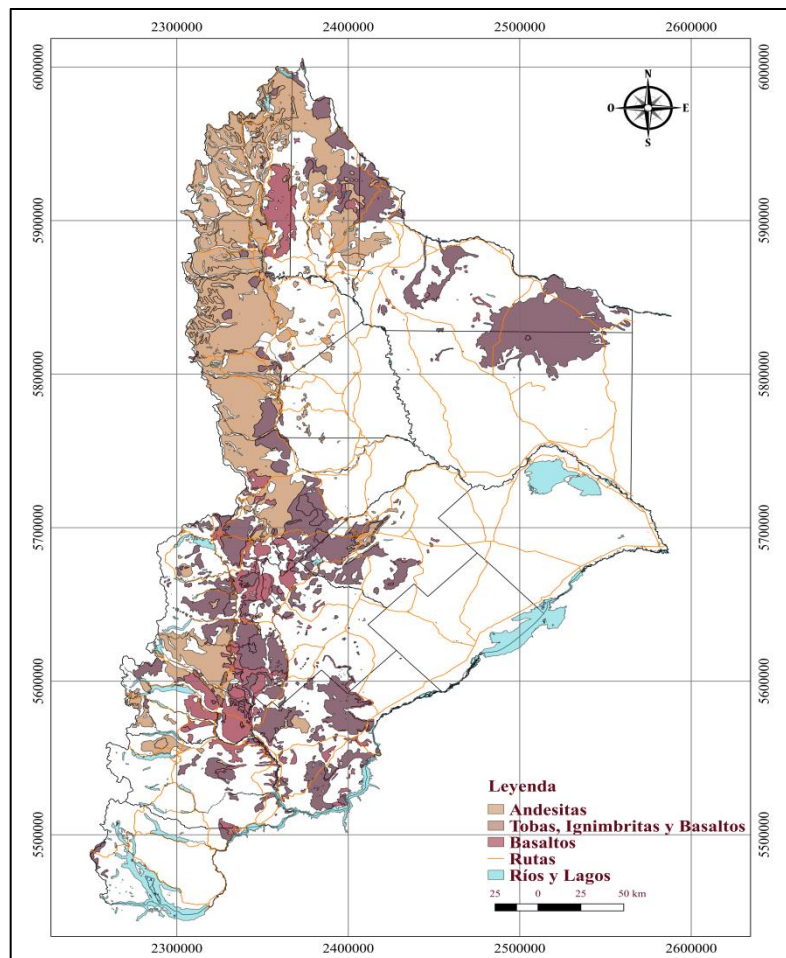 2300000 2400000 2500000 2600000
6000000 6000000
N
O E
S
5900000 5900000
5800000 5800000
5700000 5700000
5600000 5600000
5500000 5500000
Leyenda
Andesitas
Tobas, Ignimbritas y Basaltos
Basaltos
Rutas
Ríos y Lagos
25 0 25 50 km
2300000 2400000 2500000 2600000